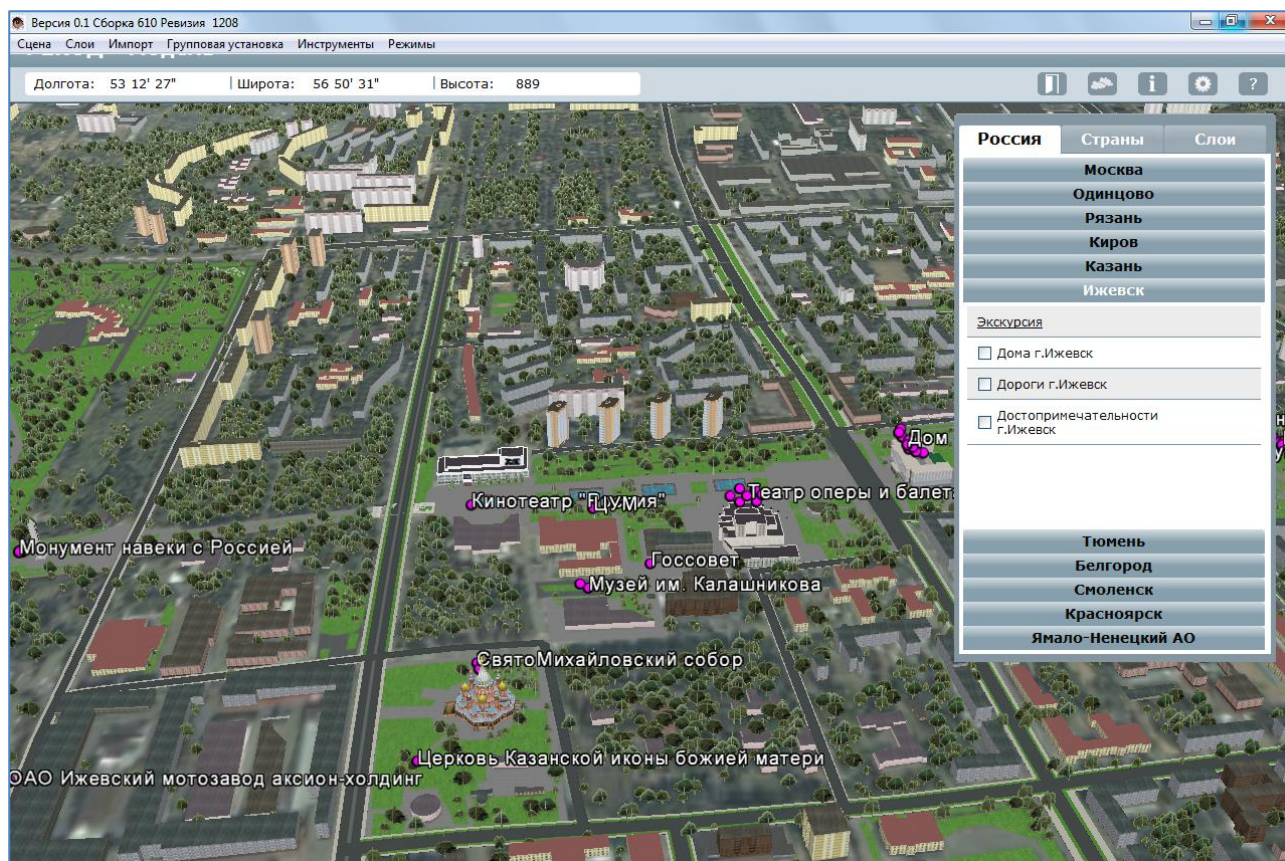 Версия 0.1 Сборка 610 Ревизия 1208
Сцена Слои Импорт Групповая установка Инструменты Режимы
Долгота: 53 12' 27" | Широта: 56 50' 31" | Высота: 889
?
Россия Страны Слои
Москва
Одинцово
Рязань
Киров
Казань
Ижевск
Экскурсия
Дома г.Ижевск
Дороги г.Ижевск
Достопримечательности
г.Ижевск
Тюмень
Белгород
Смоленск
Красноярск
Ямало-Ненецкий АО
Дом
Кинотеатр
Театр оперы и балета
Монумент навеки с Россией
Госсовет
Музей им. Калашникова
СвятоМихайловский собор
Церковь Казанской иконы божией матери
ОАО Ижевский мотозавод аксион-холдинг